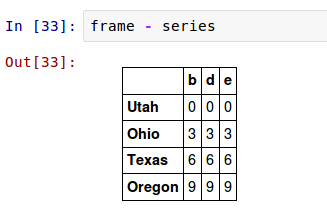 In [33]: frame - series
Out[33]:
b d e
Utah 0 0 0
Ohio 3 3 3
Texas 6 6 6
Oregon 9 9 9